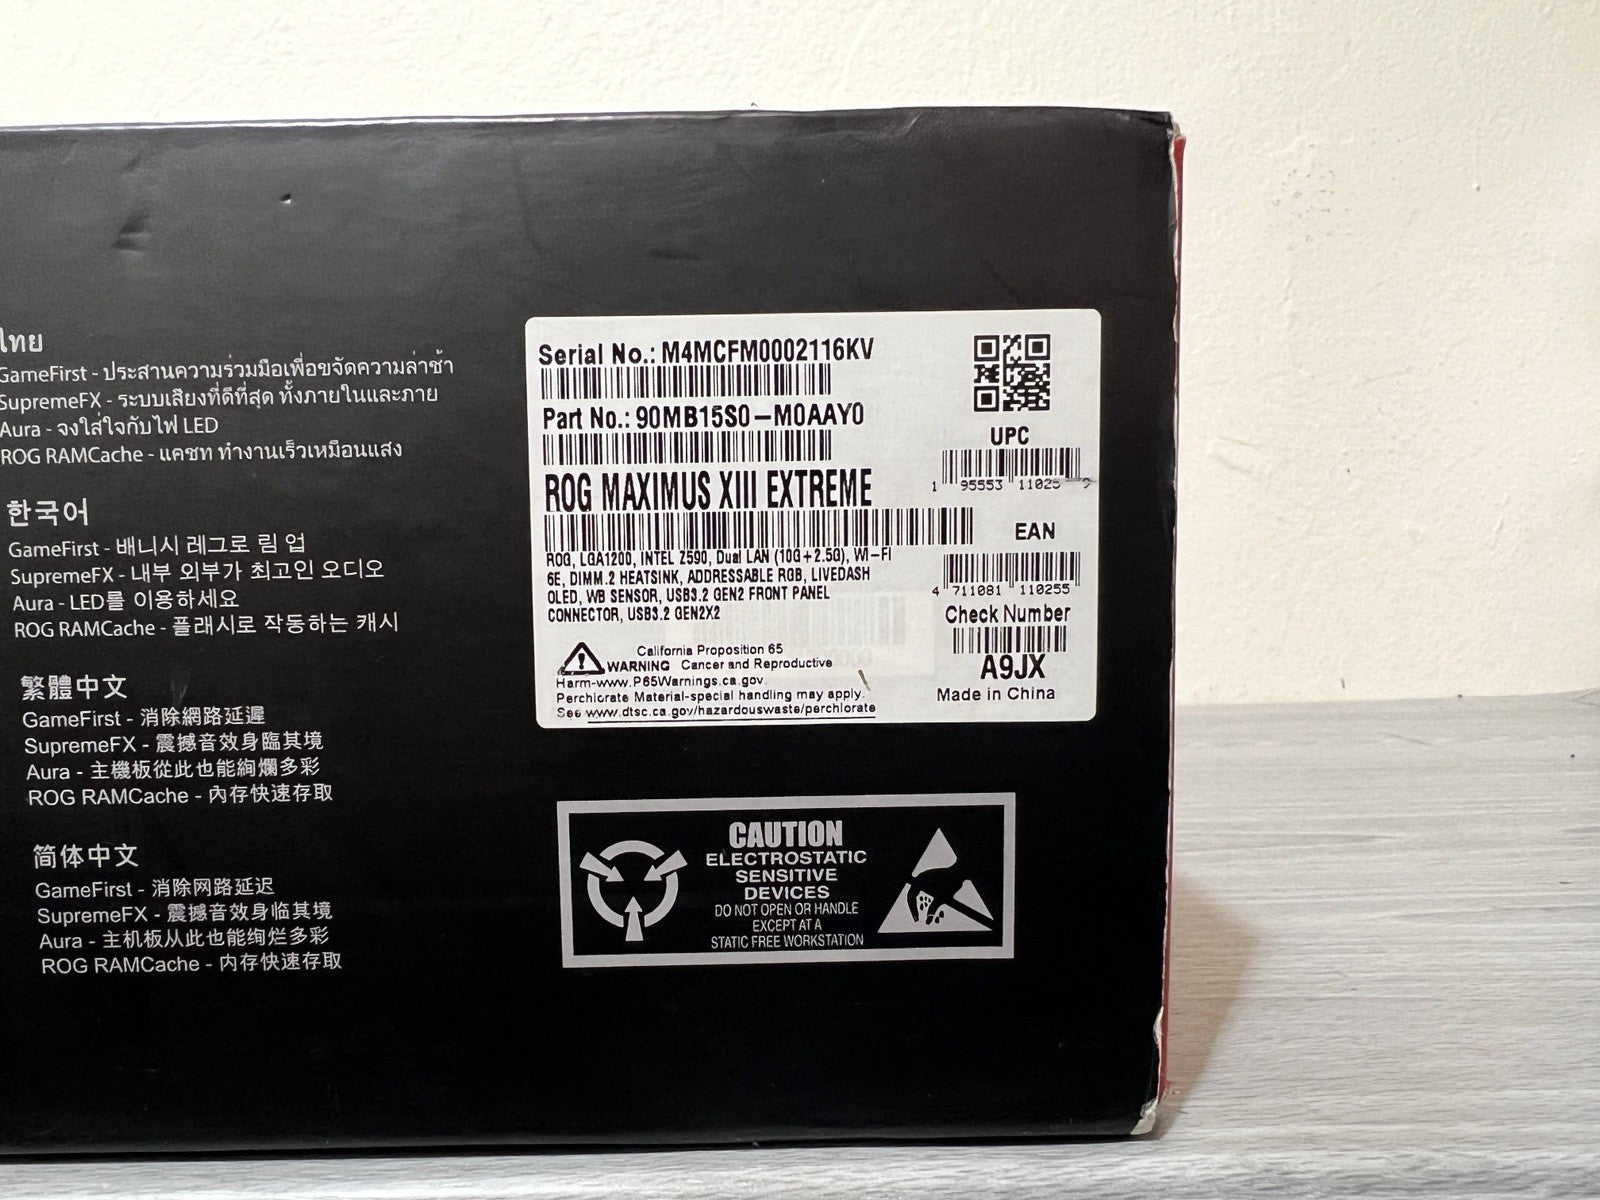 ไทย
GameFirst - ประสานความร่วมมือเพื่อขจัดความล่าช้า
SupremeFX - ระบบเสียงที่ดีที่สุด ทั้งภายในและภาย
Aura - จงใส่ใจกับไฟ LED
ROG RAMCache - แคชท ทำงานเร็วเหมือนแสง
한국어
GameFirst - 배니시 레그로 림 업
SupremeFX - 내부 외부가 최고인 오디오
Aura - LED를 이용하세요
ROG RAMCache - 플래시로 작동하는 캐시
繁體中文
GameFirst - 消除網路延遲
SupremeFX - 震撼音效身臨其境
Aura - 主機板從此也能絢爛多彩
ROG RAMCache - 內存快速存取
简体中文
GameFirst - 消除网路延迟
SupremeFX - 震撼音效身临其境
Aura - 主机板从此也能绚烂多彩
ROG RAMCache - 内存快速存取
Serial No.: M4MCFM0002116KV
Part No.: 90MB15S0-M0AAY0
ROG MAXIMUS XIII EXTREME
ROG, LGA1200, INTEL Z590, Dual LAN (10G+2.5G), WI-FI
6E, DIMM.2 HEATSINK, ADDRESSABLE RGB, LIVEDASH
OLED, WB SENSOR, USB3.2 GEN2 FRONT PANEL
CONNECTOR, USB3.2 GEN2X2
California Proposition 65
WARNING Cancer and Reproductive
Harm-www.P65Warnings.ca.gov.
Perchlorate Material-special handling may apply.
See www.dtsc.ca.gov/hazardouswaste/perchlorate
UPC
1 95553 11025 9
EAN
4 711081 110255
Check Number
A9JX
Made in China
CAUTION
ELECTROSTATIC
SENSITIVE
DEVICES
DO NOT OPEN OR HANDLE
EXCEPT AT A
STATIC FREE WORKSTATION